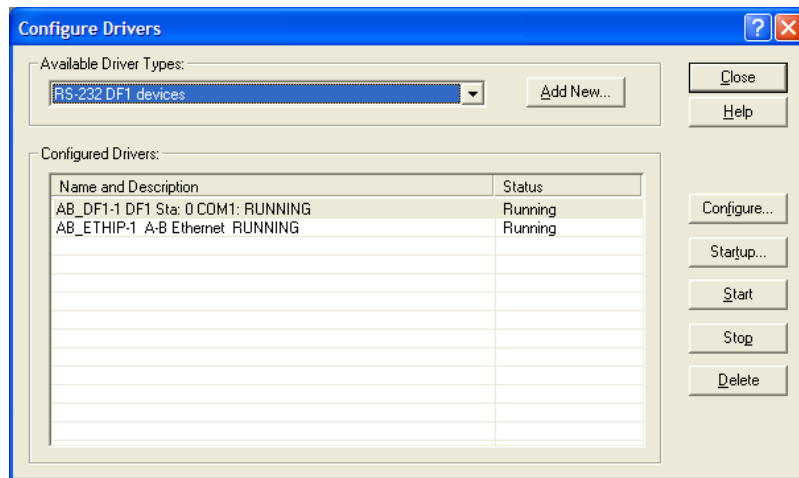 Configure Drivers
Available Driver Types:
RS-232 DF1 devices
Add New...
Close
Help
Configured Drivers:
Name and Description Status
AB_DF1-1 DF1 Sta: 0 COM1: RUNNING Running
AB_ETHIP-1 A-B Ethernet RUNNING Running
Configure...
Startup...
Start
Stop
Delete